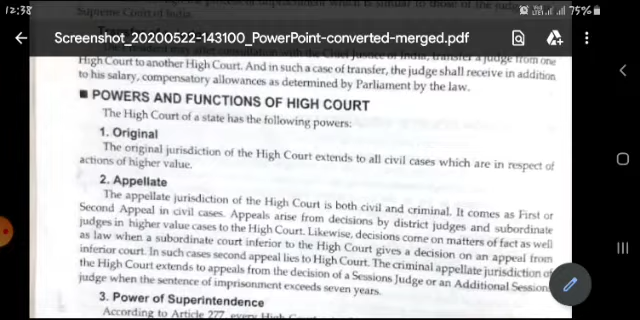 12:38
75%
Supreme Court of India.
Screenshot_20200522-143100_PowerPoint-converted-merged.pdf
transfer a judge from one
High Court to another High Court. And in such a case of transfer, the judge shall receive in addition
to his salary, compensatory allowances as determined by Parliament by the law.
■ POWERS AND FUNCTIONS OF HIGH COURT
The High Court of a state has the following powers:
1. Original
The original jurisdiction of the High Court extends to all civil cases which are in respect of
actions of higher value.
2. Appellate
The appellate jurisdiction of the High Court is both civil and criminal. It comes as First or
Second Appeal in civil cases. Appeals arise from decisions by district judges and subordinate
judges in higher value cases to the High Court. Likewise, decisions come on matters of fact as well
as law when a subordinate court inferior to the High Court gives a decision on an appeal from
inferior court. In such cases second appeal lies to High Court. The criminal appellate jurisdiction of
the High Court extends to appeals from the decision of a Sessions Judge or an Additional Sessions
judge when the sentence of imprisonment exceeds seven years.
3. Power of Superintendence
According to Article 227, every High